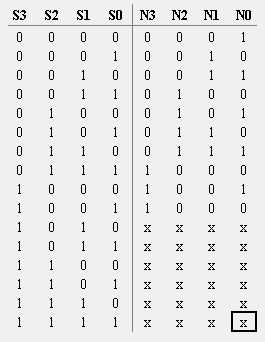 S3 S2 S1 S0 N3 N2 N1 N0
0 0 0 0 0 0 0 1
0 0 0 1 0 0 1 0
0 0 1 0 0 0 1 1
0 0 1 1 0 1 0 0
0 1 0 0 0 1 0 1
0 1 0 1 0 1 1 0
0 1 1 0 0 1 1 1
0 1 1 1 1 0 0 0
1 0 0 0 1 0 0 1
1 0 0 1 1 0 0 0
1 0 1 0 x x x x
1 0 1 1 x x x x
1 1 0 0 x x x x
1 1 0 1 x x x x
1 1 1 0 x x x x
1 1 1 1 x x x x